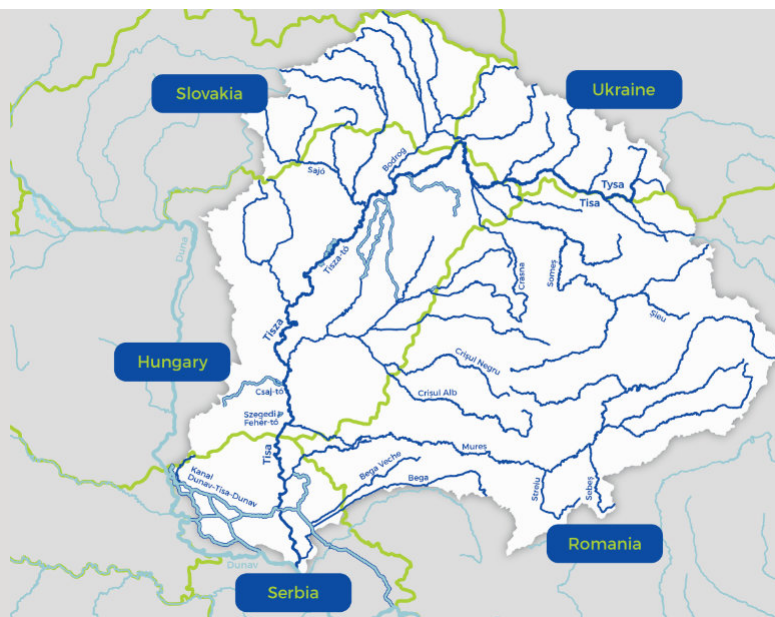 Slovakia
Ukraine
Bodrog
Sajó
Tysa
Tisa
Duna
Tisza-tó
Crasna
Someș
Șieu
Tisza
Hungary
Crișul Negru
Csaj-tó
Crișul Alb
Szegedi
Fehér-tó
Tisa
Mureș
Kanal
Dunav-Tisa-Dunav
Bega Veche
Bega
Streiu
Sebeș
Romania
Dunav
Serbia